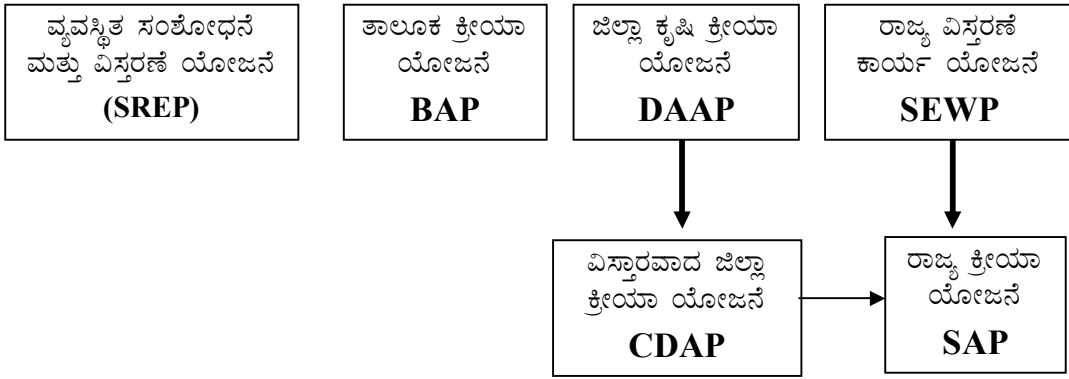 ವ್ಯವಸ್ಥಿತ ಸಂಶೋಧನೆ
ಮತ್ತು ವಿಸ್ತರಣೆ ಯೋಜನೆ
(SREP)
ತಾಲೂಕ ಕ್ರೀಯಾ
ಯೋಜನೆ
BAP
ಜಿಲ್ಲಾ ಕೃಷಿ ಕ್ರೀಯಾ
ಯೋಜನೆ
DAAP
ರಾಜ್ಯ ವಿಸ್ತರಣೆ
ಕಾರ್ಯ ಯೋಜನೆ
SEWP
ವಿಸ್ತಾರವಾದ ಜಿಲ್ಲಾ
ಕ್ರೀಯಾ ಯೋಜನೆ
CDAP
ರಾಜ್ಯ ಕ್ರೀಯಾ
ಯೋಜನೆ
SAP